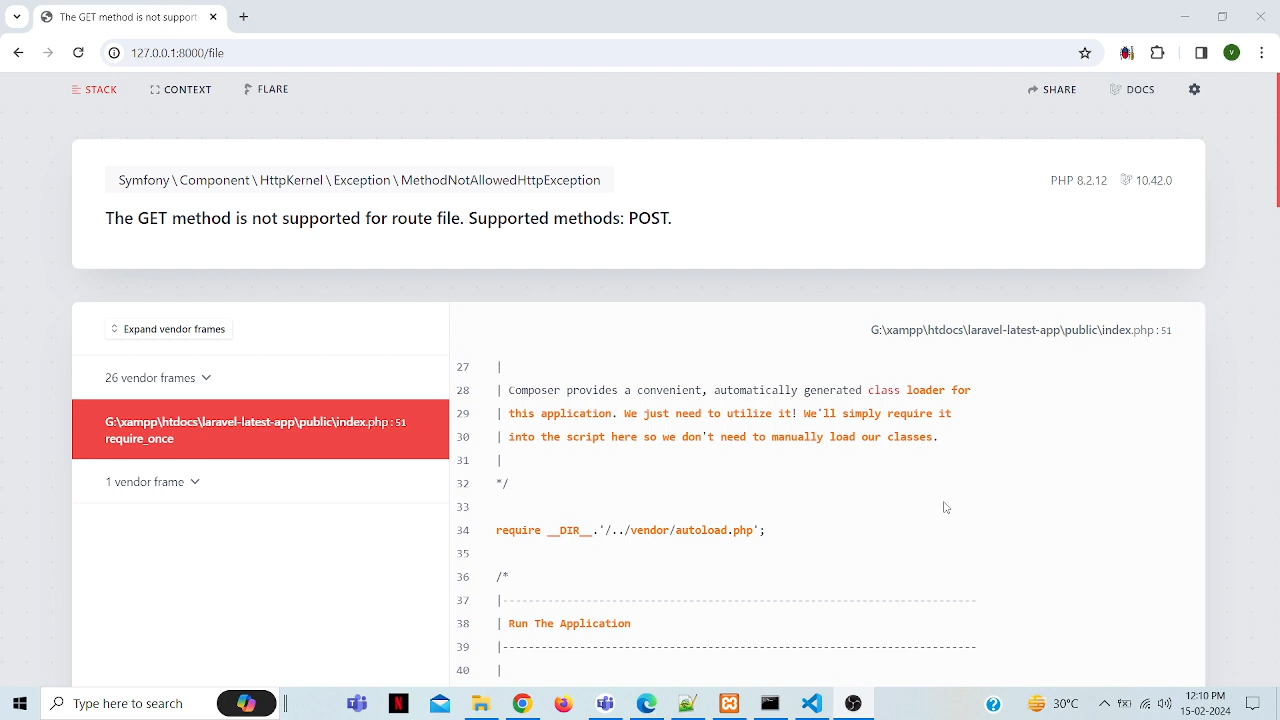 The GET method is not support
127.0.0.1:8000/file
v
STACK
CONTEXT
FLARE
SHARE
DOCS
Symfony\Component\HttpKernel\Exception\MethodNotAllowedHttpException
PHP 8.2.12
10.42.0
The GET method is not supported for route file. Supported methods: POST.
Expand vendor frames
26 vendor frames
G:\xampp\htdocs\laravel-latest-app\public\index.php:51
require_once
1 vendor frame
G:\xampp\htdocs\laravel-latest-app\public\index.php:51
27 |
28 | Composer provides a convenient, automatically generated class loader for
29 | this application. We just need to utilize it! We'll simply require it
30 | into the script here so we don't need to manually load our classes.
31 |
32 */
33
34 require __DIR__.'/../vendor/autoload.php';
35
36 /*
37 |--------------------------------------------------------------------------
38 | Run The Application
39 |--------------------------------------------------------------------------
40 |
Type here to search
30°C
12:10 PM
15-02-2024